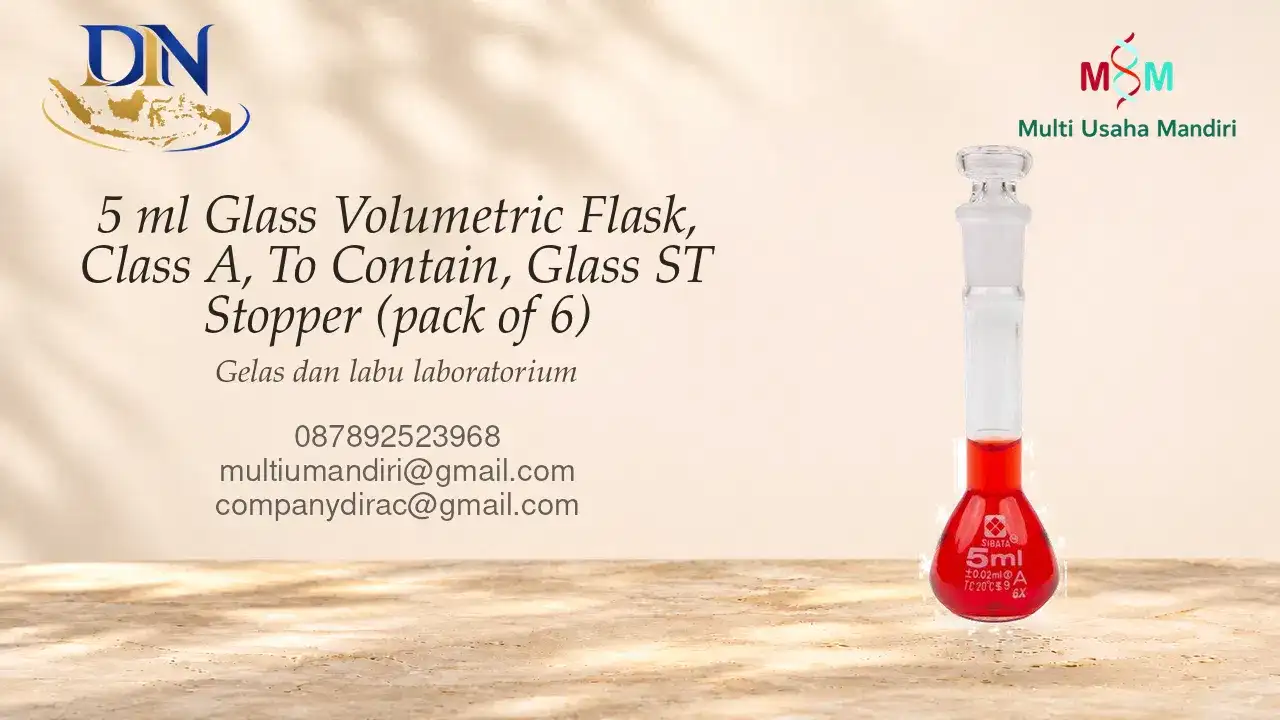 DIN
M M
Multi Usaha Mandiri
5 ml Glass Volumetric Flask,
Class A, To Contain, Glass ST
Stopper (pack of 6)
Gelas dan labu laboratorium
087892523968
multiumandiri@gmail.com
companydirac@gmail.com
SIBATA
5ml
±0.02ml
A
TC 20°C
6X